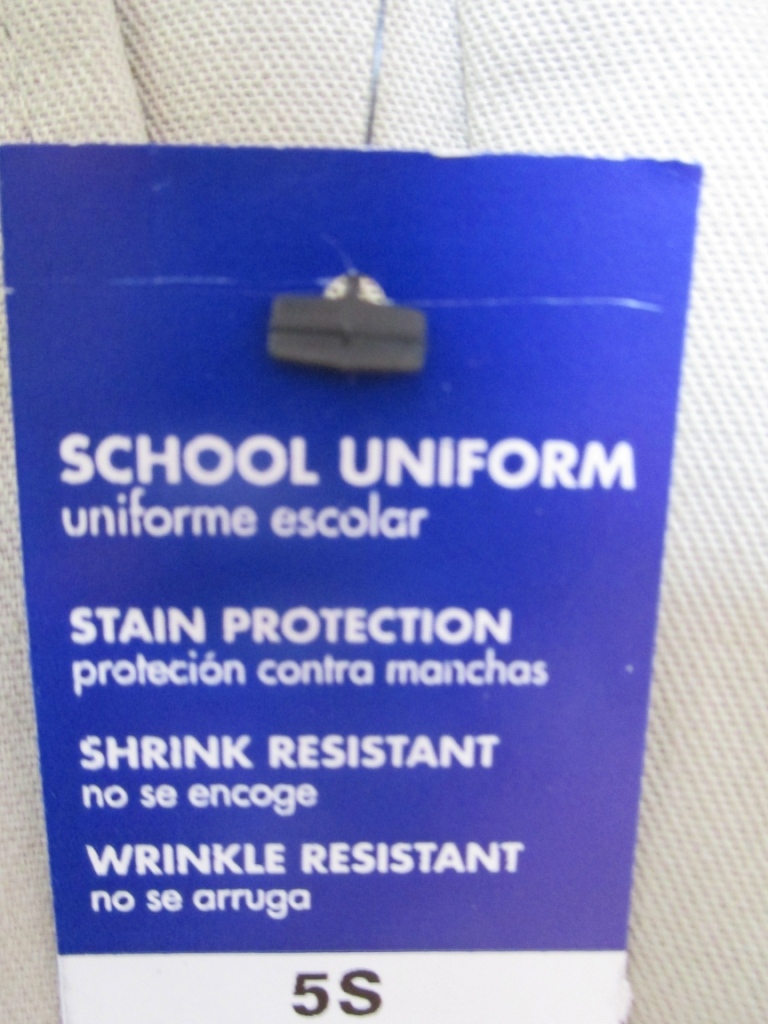 SCHOOL UNIFORM
uniforme escolar
STAIN PROTECTION
proteción contra manchas
SHRINK RESISTANT
no se encoge
WRINKLE RESISTANT
no se arruga
5S